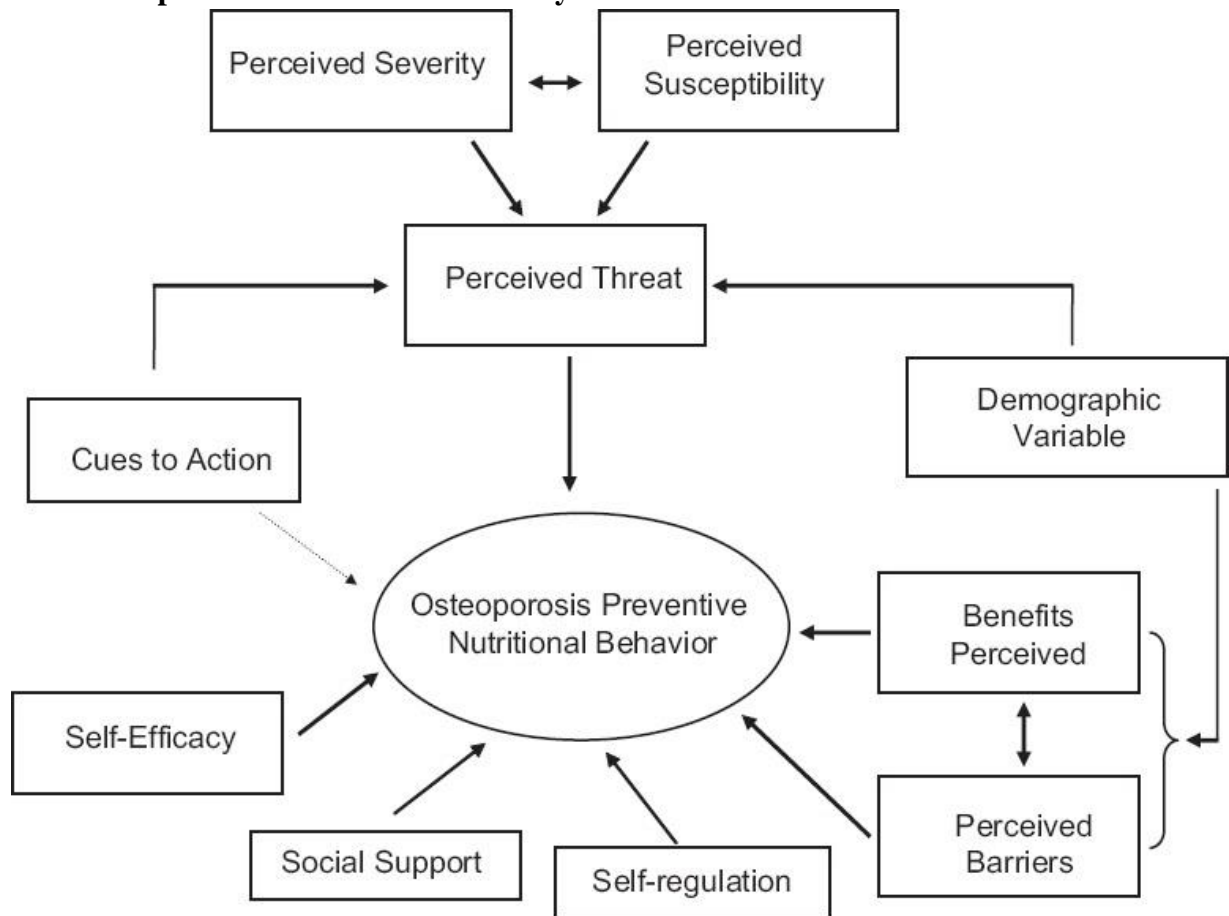 Perceived Severity
Perceived
Susceptibility
Perceived Threat
Cues to Action
Demographic
Variable
Osteoporosis Preventive
Nutritional Behavior
Benefits
Perceived
Self-Efficacy
Social Support
Self-regulation
Perceived
Barriers